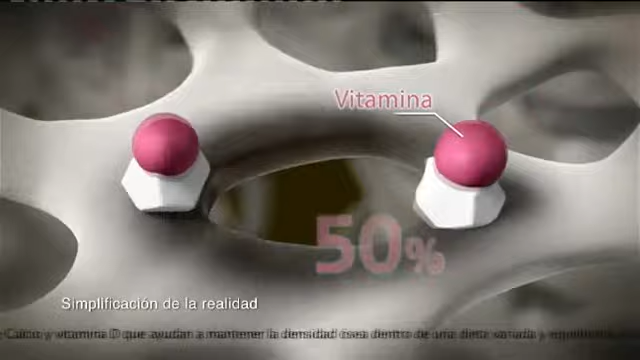 Vitamina
50%
Simplificación de la realidad
Calcio y vitamina D que ayudan a mantener la densidad ósea dentro de una dieta variada y